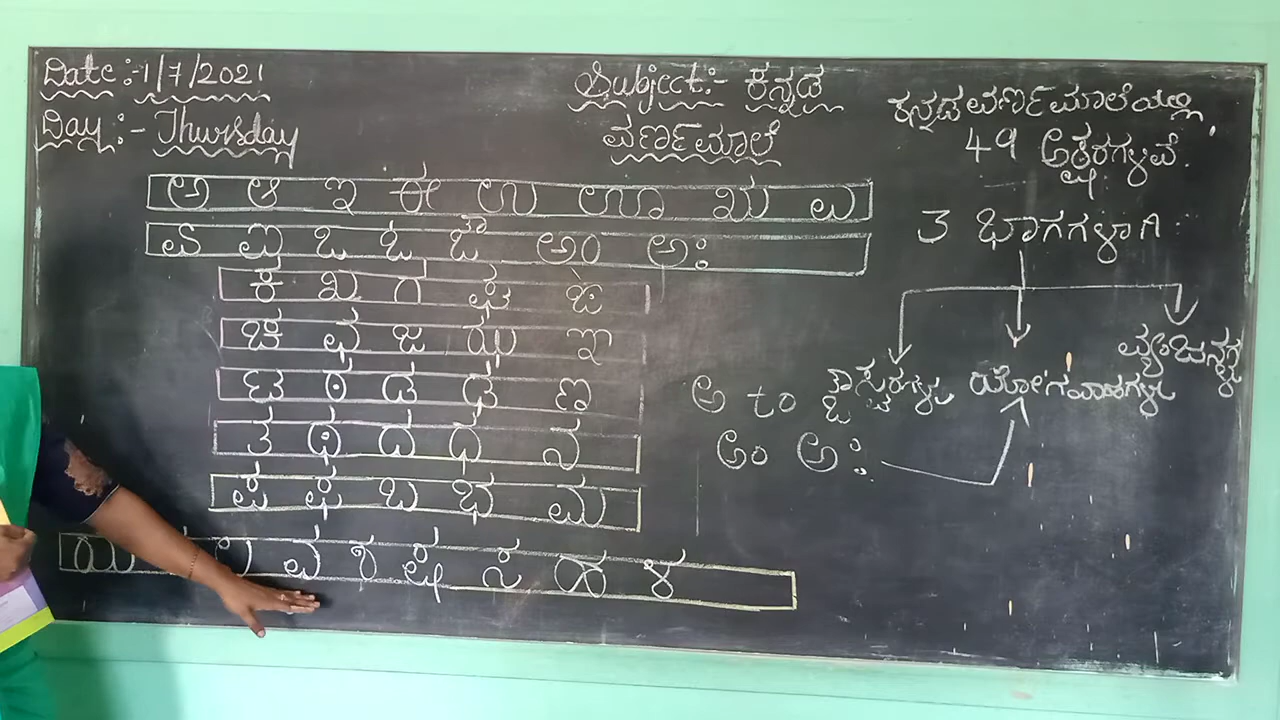 Date:-1/7/2021
Day:- Thursday
Subject:- ಕನ್ನಡ
ವರ್ಣಮಾಲೆ
ಅ ಆ ಇ ಈ ಉ ಊ ಋ ಎ
ಏ ಐ ಒ ಓ ಔ ಅಂ ಅಃ
ಕ ಖ ಗ ಘ ಙ
ಚ ಛ ಜ ಝ ಞ
ಟ ಠ ಡ ಢ ಣ
ತ ಥ ದ ಧ ನ
ಪ ಫ ಬ ಭ ಮ
ಯ ಲ ವ ಶ ಷ ಸ ಹ ಳ
ಕನ್ನಡ ವರ್ಣಮಾಲೆಯಲ್ಲಿ
49 ಅಕ್ಷರಗಳಿವೆ.
3 ಭಾಗಗಳಾಗಿ:
ಸ್ವರಗಳು ಯೋಗವಾಹಗಳು ವ್ಯಂಜನಗಳು
ಅ to ಔ
ಅಂ ಅಃ